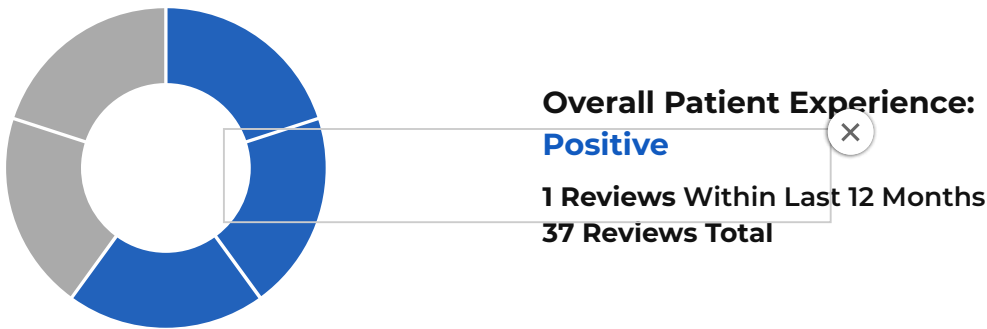 Overall Patient Experience:
Positive
1 Reviews Within Last 12 Months
37 Reviews Total